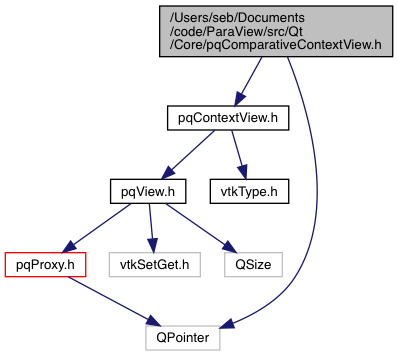 /Users/seb/Documents
/code/ParaView/src/Qt
/Core/pqComparativeContextView.h
pqContextView.h
pqView.h
vtkType.h
pqProxy.h
vtkSetGet.h
QSize
QPointer